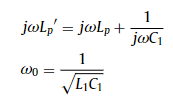 jωLₚ′ = jωLₚ + 1/(jωC₁)
ω₀ = 1/√(L₁C₁)